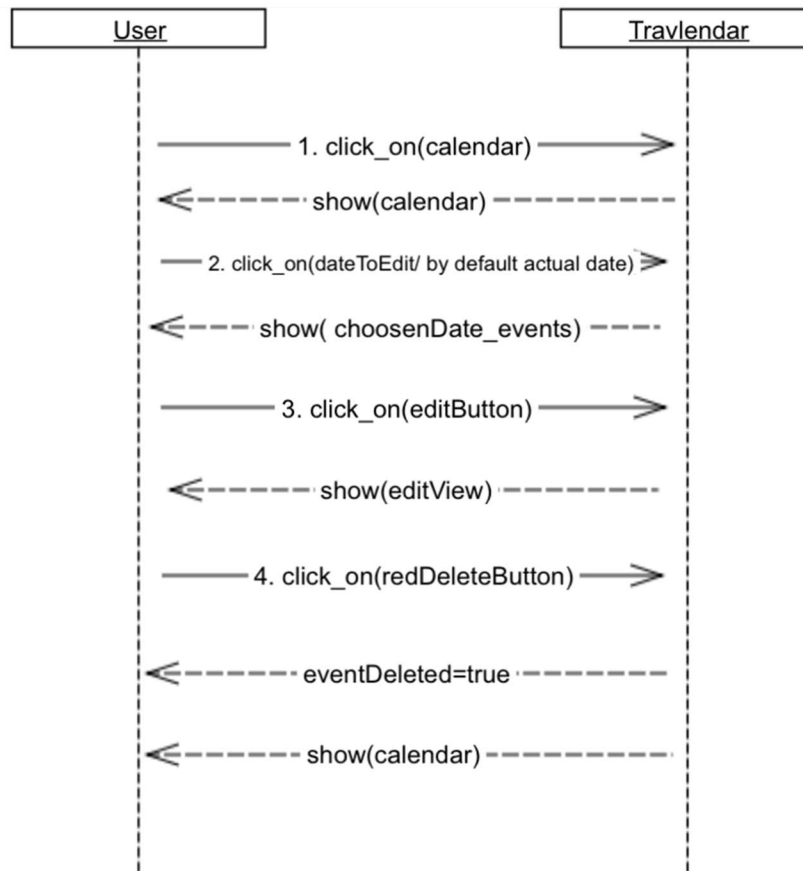 User
Travlendar
1. click_on(calendar)
show(calendar)
2. click_on(dateToEdit/ by default actual date)
show( choosenDate_events)
3. click_on(editButton)
show(editView)
4. click_on(redDeleteButton)
eventDeleted=true
show(calendar)